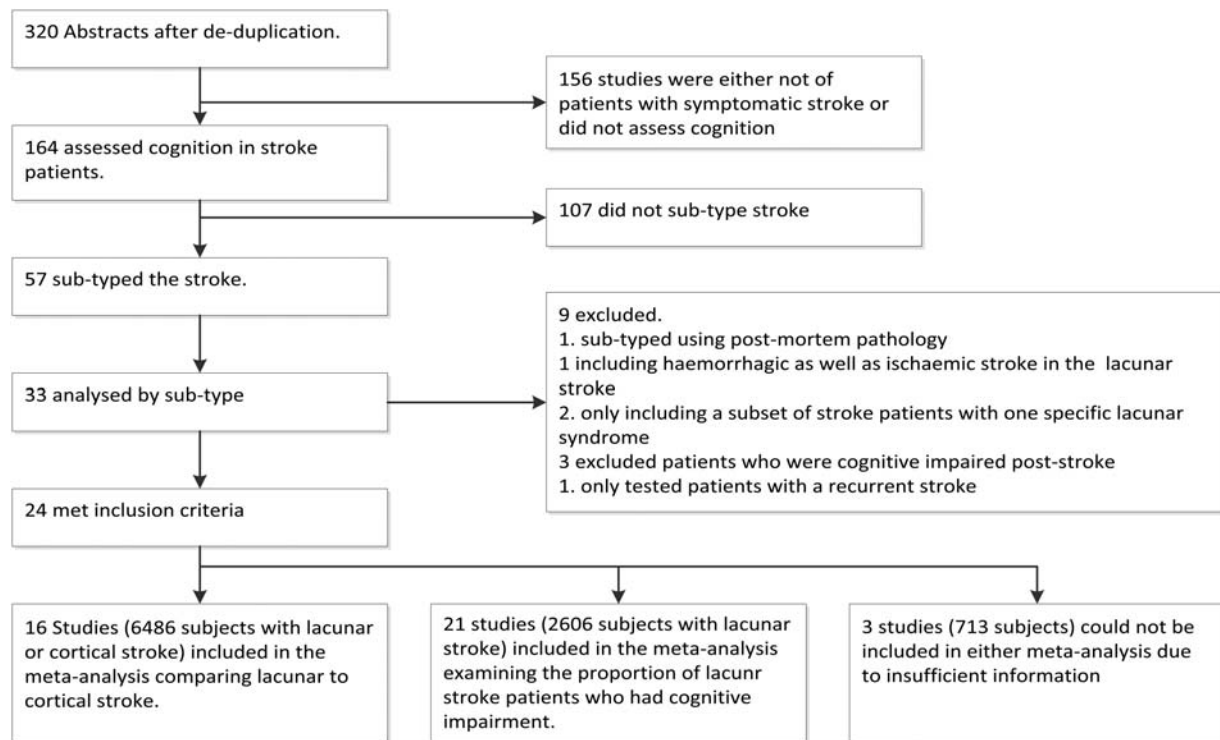 320 Abstracts after de-duplication.
156 studies were either not of
patients with symptomatic stroke or
did not assess cognition
164 assessed cognition in stroke
patients.
107 did not sub-type stroke
57 sub-typed the stroke.
9 excluded.
1. sub-typed using post-mortem pathology
1 including haemorrhagic as well as ischaemic stroke in the lacunar
stroke
2. only including a subset of stroke patients with one specific lacunar
syndrome
3 excluded patients who were cognitive impaired post-stroke
1. only tested patients with a recurrent stroke
33 analysed by sub-type
24 met inclusion criteria
16 Studies (6486 subjects with lacunar
or cortical stroke) included in the
meta-analysis comparing lacunar to
cortical stroke.
21 studies (2606 subjects with lacunar
stroke) included in the meta-analysis
examining the proportion of lacunr
stroke patients who had cognitive
impairment.
3 studies (713 subjects) could not be
included in either meta-analysis due
to insufficient information